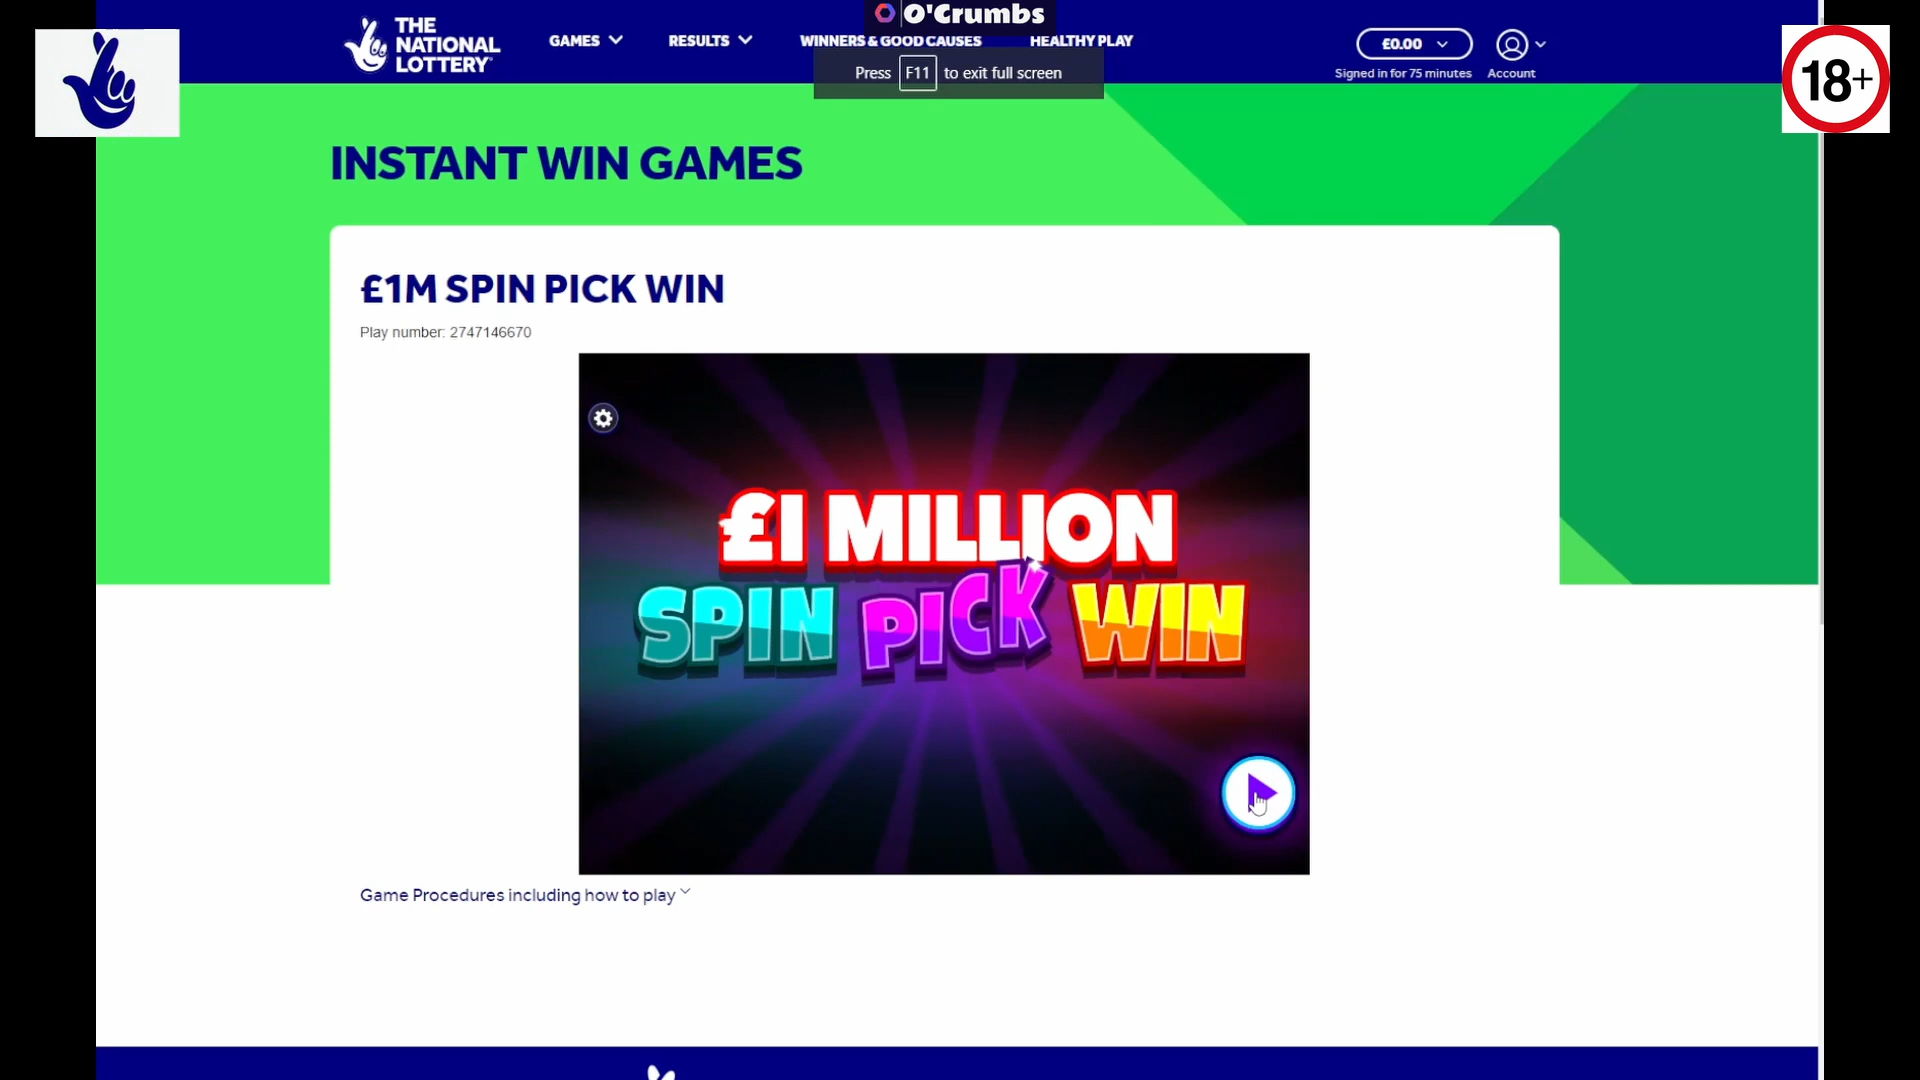 O'Crumbs
THE
NATIONAL
LOTTERY
GAMES
RESULTS
WINNERS & GOOD CAUSES
HEALTHY PLAY
£0.00
Signed in for 75 minutes
Account
Press F11 to exit full screen
18+
INSTANT WIN GAMES
£1M SPIN PICK WIN
Play number: 2747146670
£1 MILLION
SPIN PICK WIN
Game Procedures including how to play